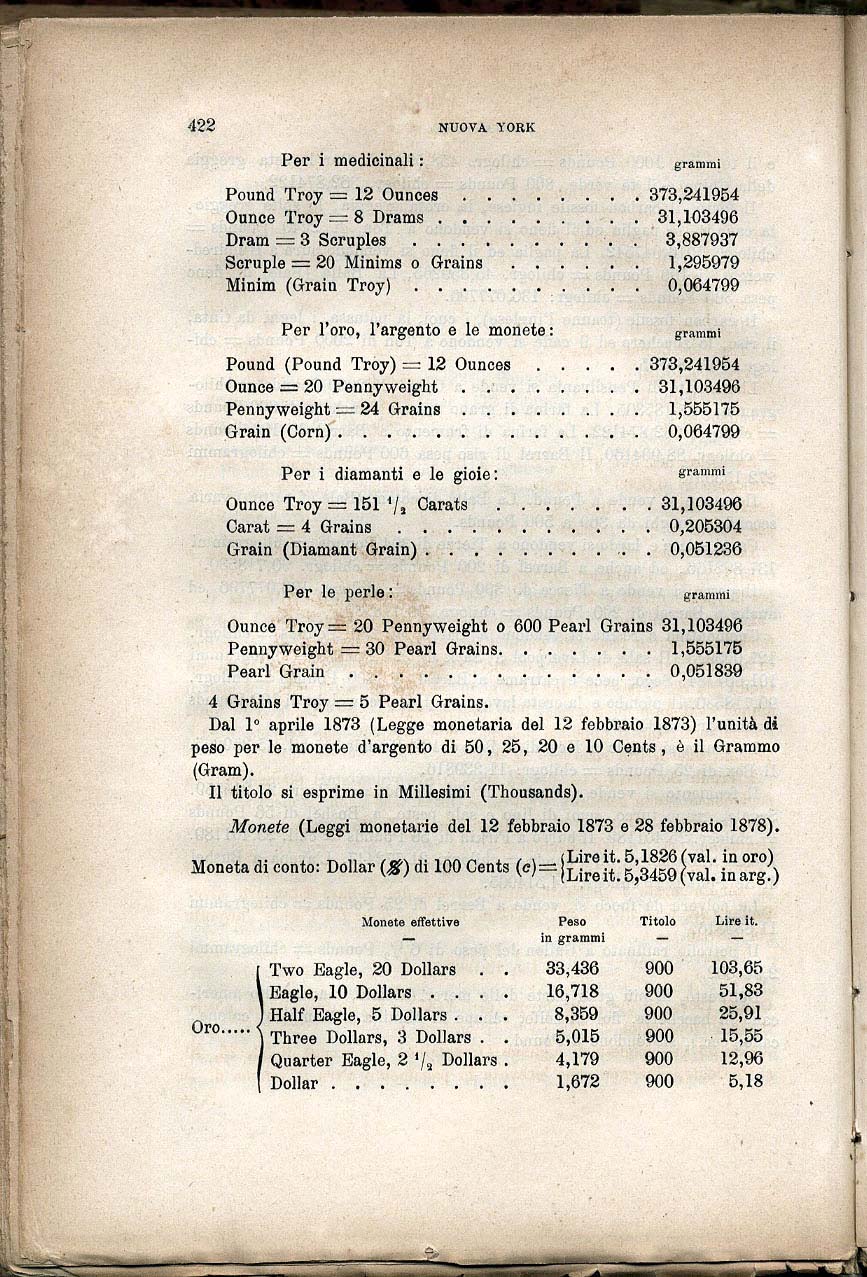 422 NUOVA YORK
Per i medicinali: grammi
Pound Troy = 12 Ounces . . . . . . . . 373,241954
Ounce Troy = 8 Drams . . . . . . . . . 31,103496
Dram = 3 Scruples . . . . . . . . . . 3,887937
Scruple = 20 Minims o Grains . . . . . . 1,295979
Minim (Grain Troy) . . . . . . . . . . 0,064799
Per l'oro, l'argento e le monete: grammi
Pound (Pound Troy) = 12 Ounces . . . . . 373,241954
Ounce = 20 Pennyweight . . . . . . . . 31,103496
Pennyweight = 24 Grains . . . . . . . . 1,555175
Grain (Corn) . . . . . . . . . . . . . 0,064799
Per i diamanti e le gioie: grammi
Ounce Troy = 151 1/2 Carats . . . . . . . 31,103496
Carat = 4 Grains . . . . . . . . . . . 0,205304
Grain (Diamant Grain) . . . . . . . . . . 0,051236
Per le perle: grammi
Ounce Troy = 20 Pennyweight o 600 Pearl Grains 31,103496
Pennyweight = 30 Pearl Grains. . . . . . . 1,555175
Pearl Grain . . . . . . . . . . . . . 0,051839
4 Grains Troy = 5 Pearl Grains.
Dal 1º aprile 1873 (Legge monetaria del 12 febbraio 1873) l'unità di
peso per le monete d'argento di 50, 25, 20 e 10 Cents, è il Grammo
(Gram).
Il titolo si esprime in Millesimi (Thousands).
Monete (Leggi monetarie del 12 febbraio 1873 e 28 febbraio 1878).
Moneta di conto: Dollar ($) di 100 Cents (c) = { Lire it. 5,1826 (val. in oro)
{ Lire it. 5,3459 (val. in arg.)
Monete effettive Peso Titolo Lire it.
— in grammi — —
Two Eagle, 20 Dollars . . 33,436 900 103,65
Eagle, 10 Dollars . . . . 16,718 900 51,83
Half Eagle, 5 Dollars . . . 8,359 900 25,91
Oro..... { Three Dollars, 3 Dollars . 5,015 900 15,55
Quarter Eagle, 2 1/2 Dollars . 4,179 900 12,96
Dollar . . . . . . . . 1,672 900 5,18